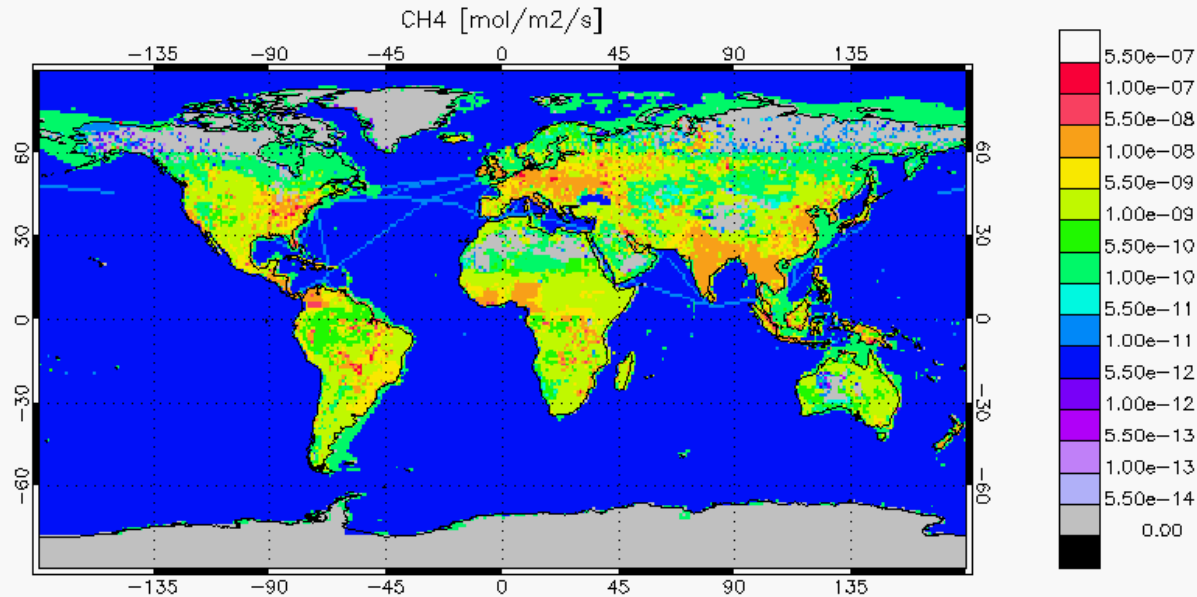 CH4 [mol/m2/s]
−135 −90 −45 0 45 90 135
60 60
30 30
0 0
−30 −30
−60 −60
−135 −90 −45 0 45 90 135
5.50e−07
1.00e−07
5.50e−08
1.00e−08
5.50e−09
1.00e−09
5.50e−10
1.00e−10
5.50e−11
1.00e−11
5.50e−12
1.00e−12
5.50e−13
1.00e−13
5.50e−14
0.00